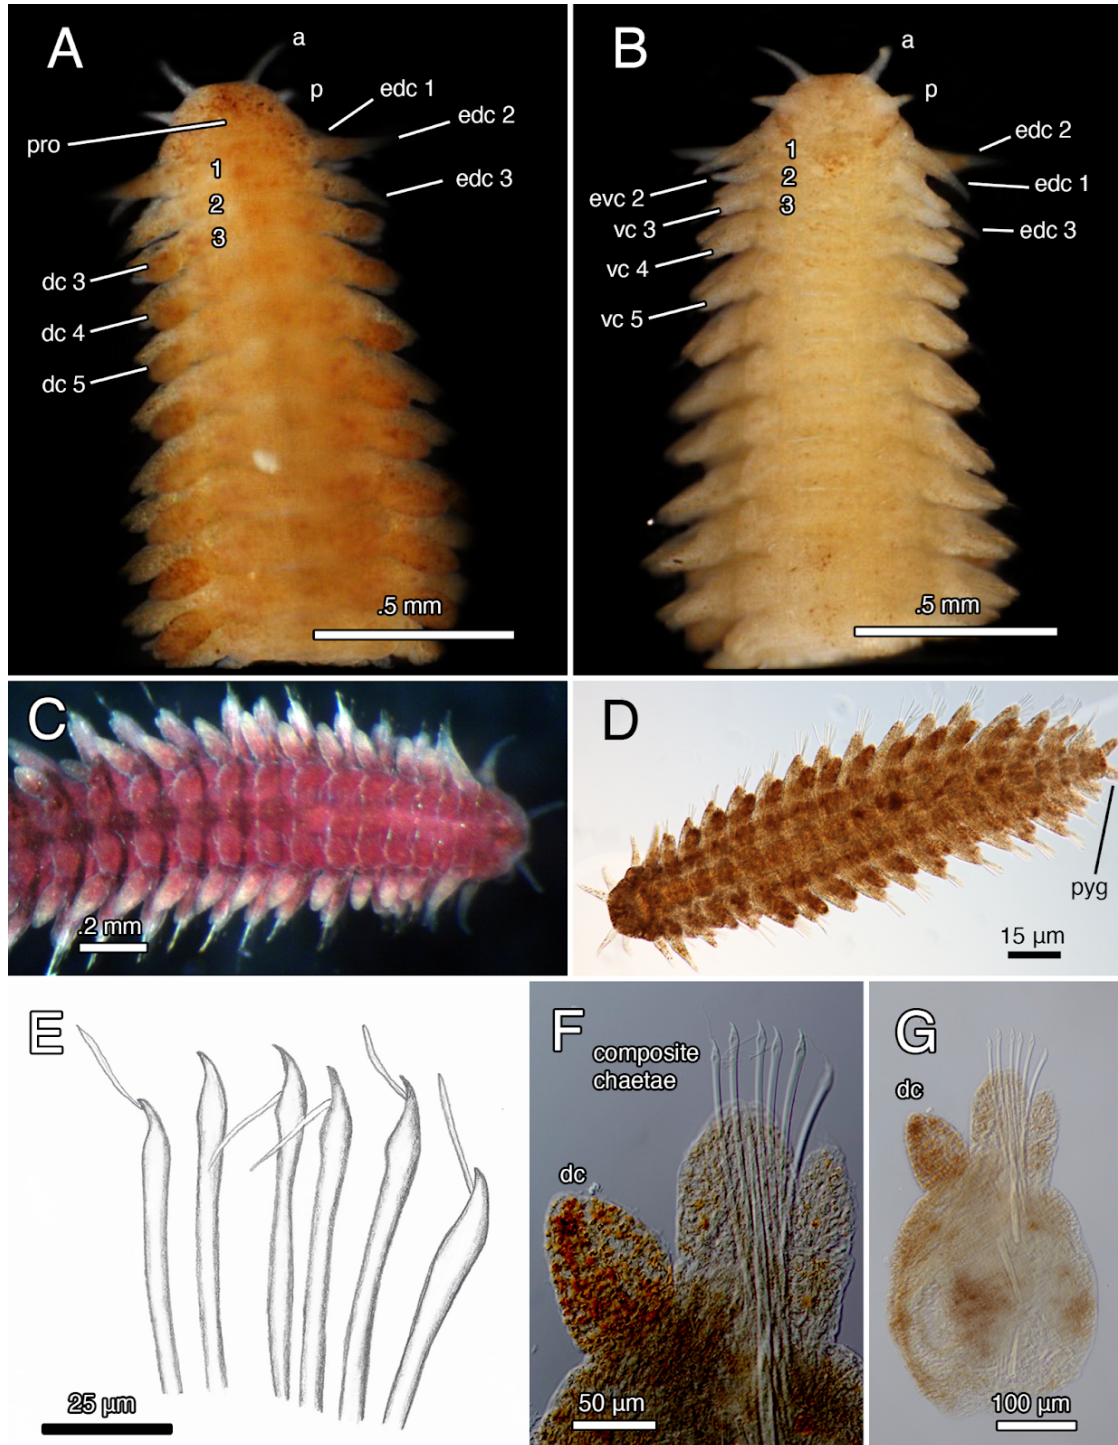 A
a
p
edc 1
edc 2
pro
edc 3
1
2
3
dc 3
dc 4
dc 5
.5 mm
B
a
p
edc 2
1
edc 1
2
evc 2
3
vc 3
edc 3
vc 4
vc 5
.5 mm
C
.2 mm
D
pyg
15 µm
E
25 µm
F
composite
chaetae
dc
50 µm
G
dc
100 µm